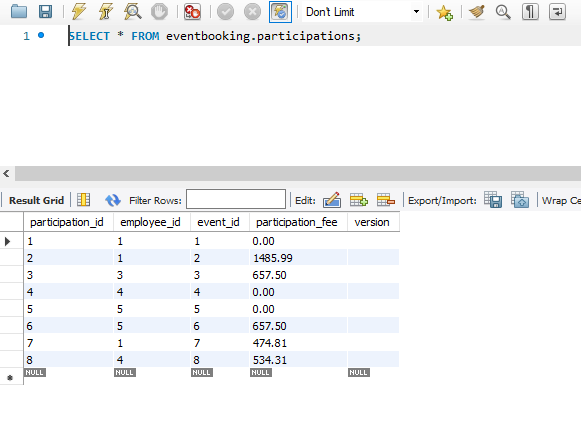 Don't Limit
1 SELECT * FROM eventbooking.participations;
Result Grid Filter Rows: Edit: Export/Import: Wrap Ce
participation_id employee_id event_id participation_fee version
1 1 1 0.00
2 1 2 1485.99
3 3 3 657.50
4 4 4 0.00
5 5 5 0.00
6 5 6 657.50
7 1 7 474.81
8 4 8 534.31
NULL NULL NULL NULL NULL